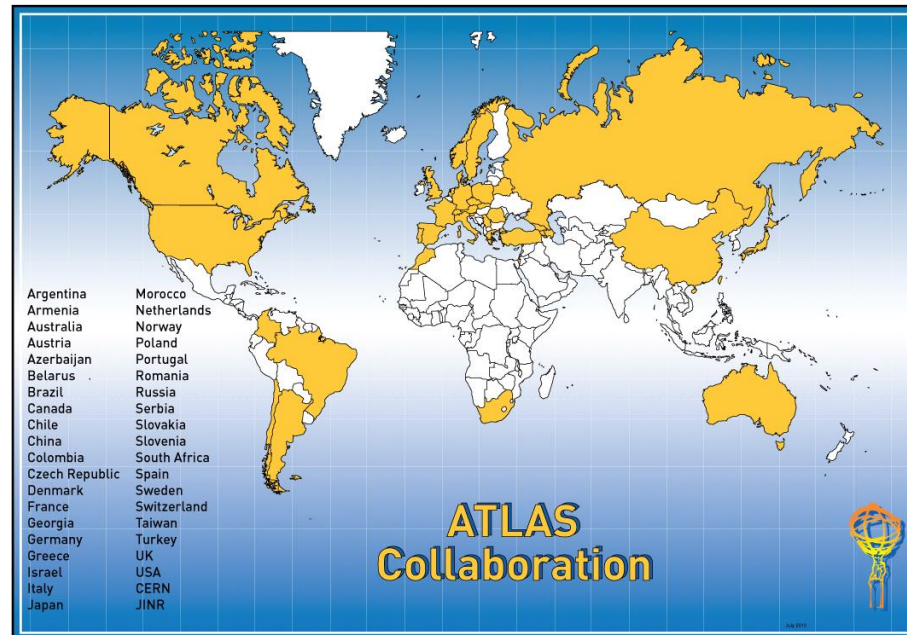 Argentina
Armenia
Australia
Austria
Azerbaijan
Belarus
Brazil
Canada
Chile
China
Colombia
Czech Republic
Denmark
France
Georgia
Germany
Greece
Israel
Italy
Japan
Morocco
Netherlands
Norway
Poland
Portugal
Romania
Russia
Serbia
Slovakia
Slovenia
South Africa
Spain
Sweden
Switzerland
Taiwan
Turkey
UK
USA
CERN
JINR
ATLAS
Collaboration